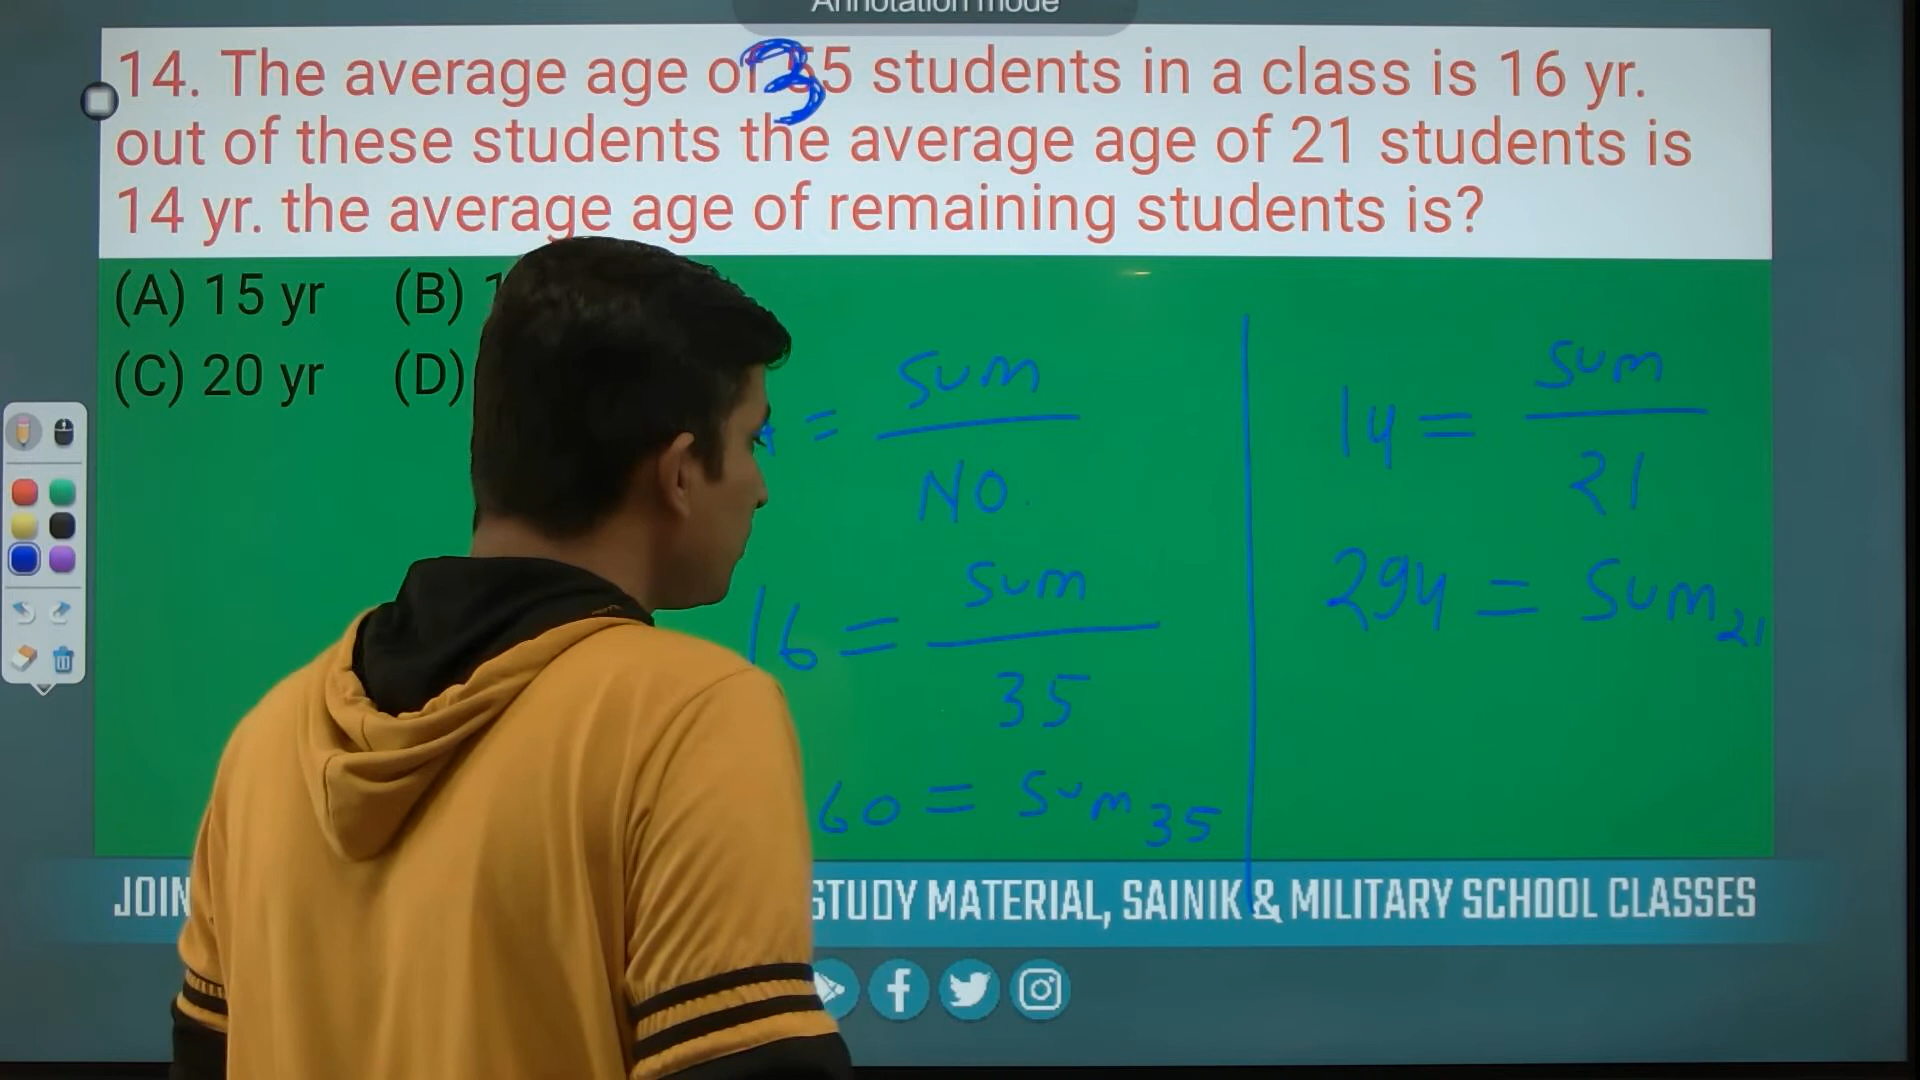 Annotation mode
14. The average age of 35 students in a class is 16 yr.
out of these students the average age of 21 students is
14 yr. the average age of remaining students is?
(A) 15 yr (B) 1
(C) 20 yr (D)
= sum
NO.
14 = sum
21
16 = sum
35
294 = Sum21
60 = Sum35
JOIN STUDY MATERIAL, SAINIK & MILITARY SCHOOL CLASSES